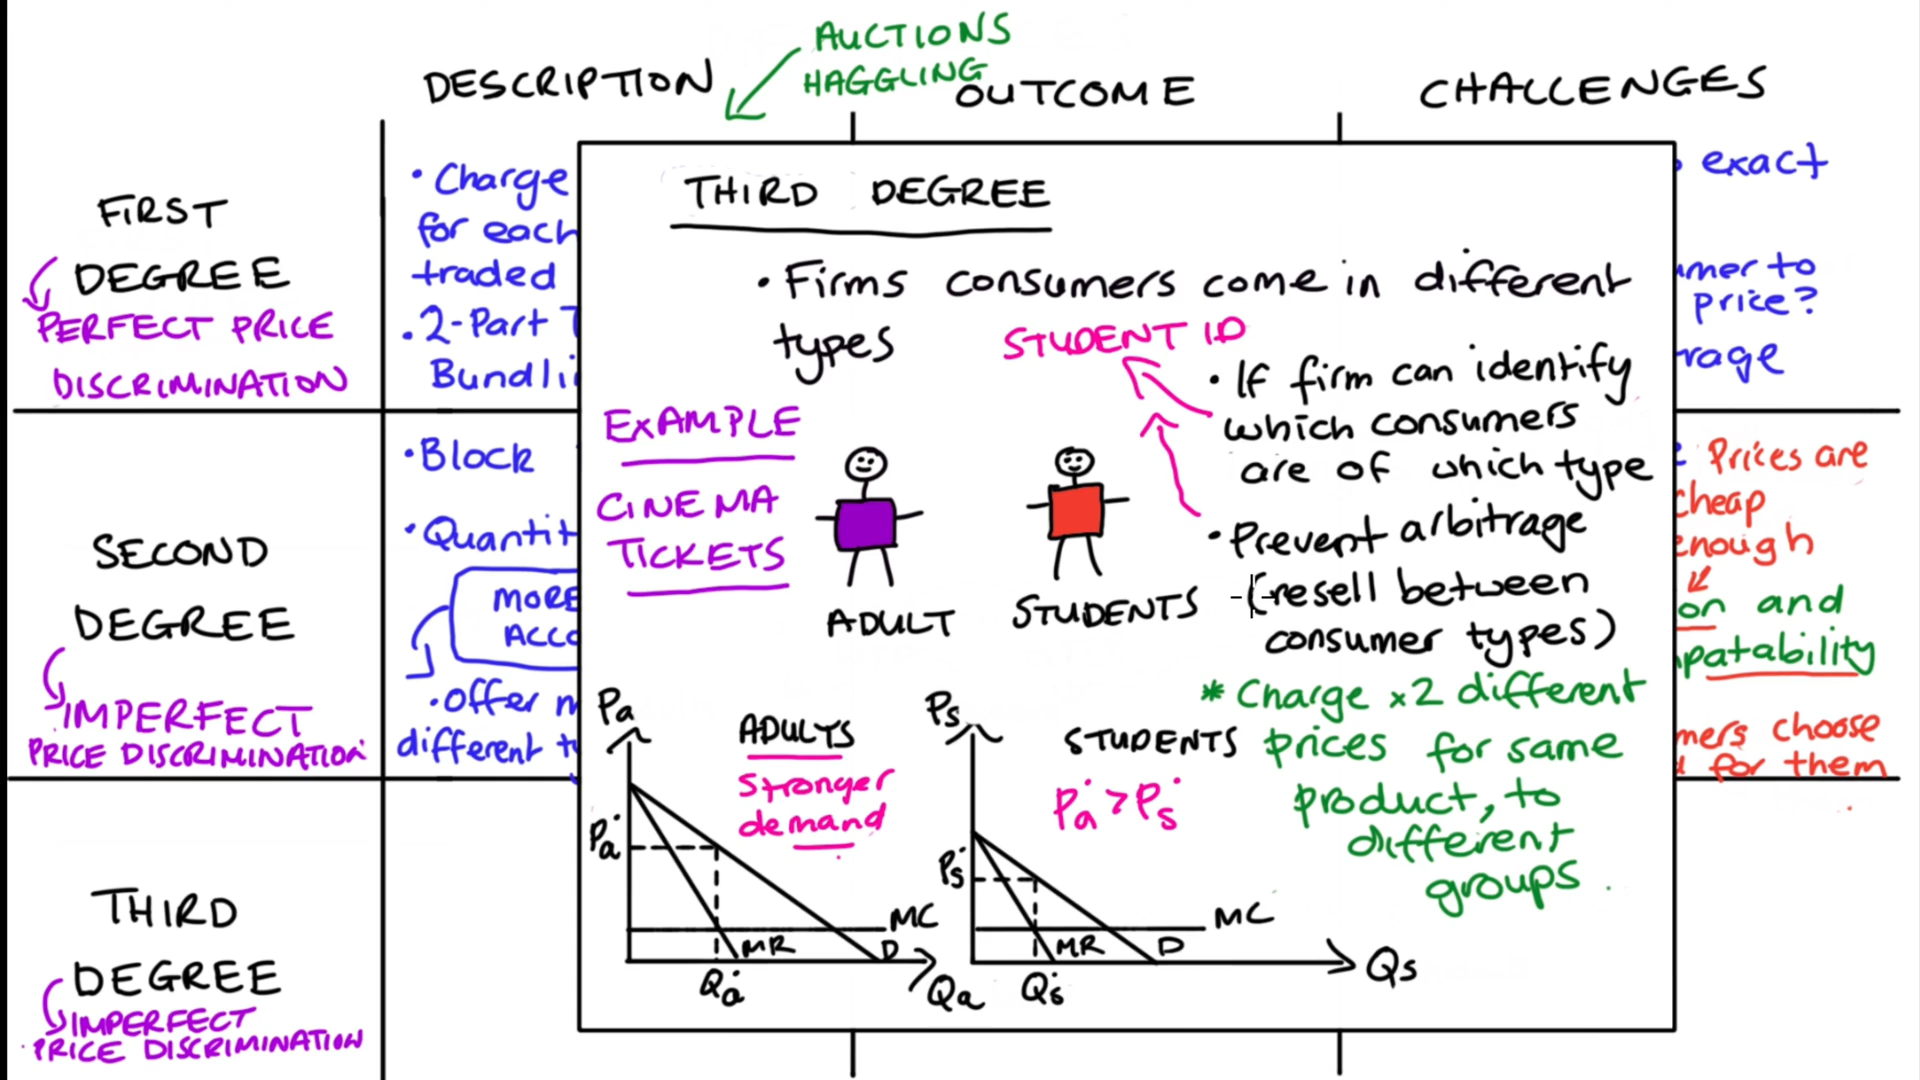 AUCTIONS
HAGGLING
DESCRIPTION
OUTCOME
CHALLENGES
FIRST
DEGREE
PERFECT PRICE
DISCRIMINATION
• Charge
for each
traded
• 2-Part
Bundli
exact
umer to
price?
rage
SECOND
DEGREE
IMPERFECT
PRICE DISCRIMINATION
• Block
• Quantit
MORE
ACCO
• offer m
different t
Prices are
cheap
enough
on and
patability
mers choose
for them
THIRD
DEGREE
IMPERFECT
PRICE DISCRIMINATION
THIRD DEGREE
• Firms consumers come in different
types
STUDENT ID
• If firm can identify
which consumers
are of which type
• Prevent arbitrage
(resell between
consumer types)
EXAMPLE
CINEMA
TICKETS
ADULT
STUDENTS
* Charge x2 different
prices for same
product, to
different
groups
Pa
ADULTS
Stronger
demand
Pa*
MC
MR
D
Qa*
Qa
Ps
STUDENTS
Pa* > Ps*
Ps*
MC
MR
D
Qs*
Qs